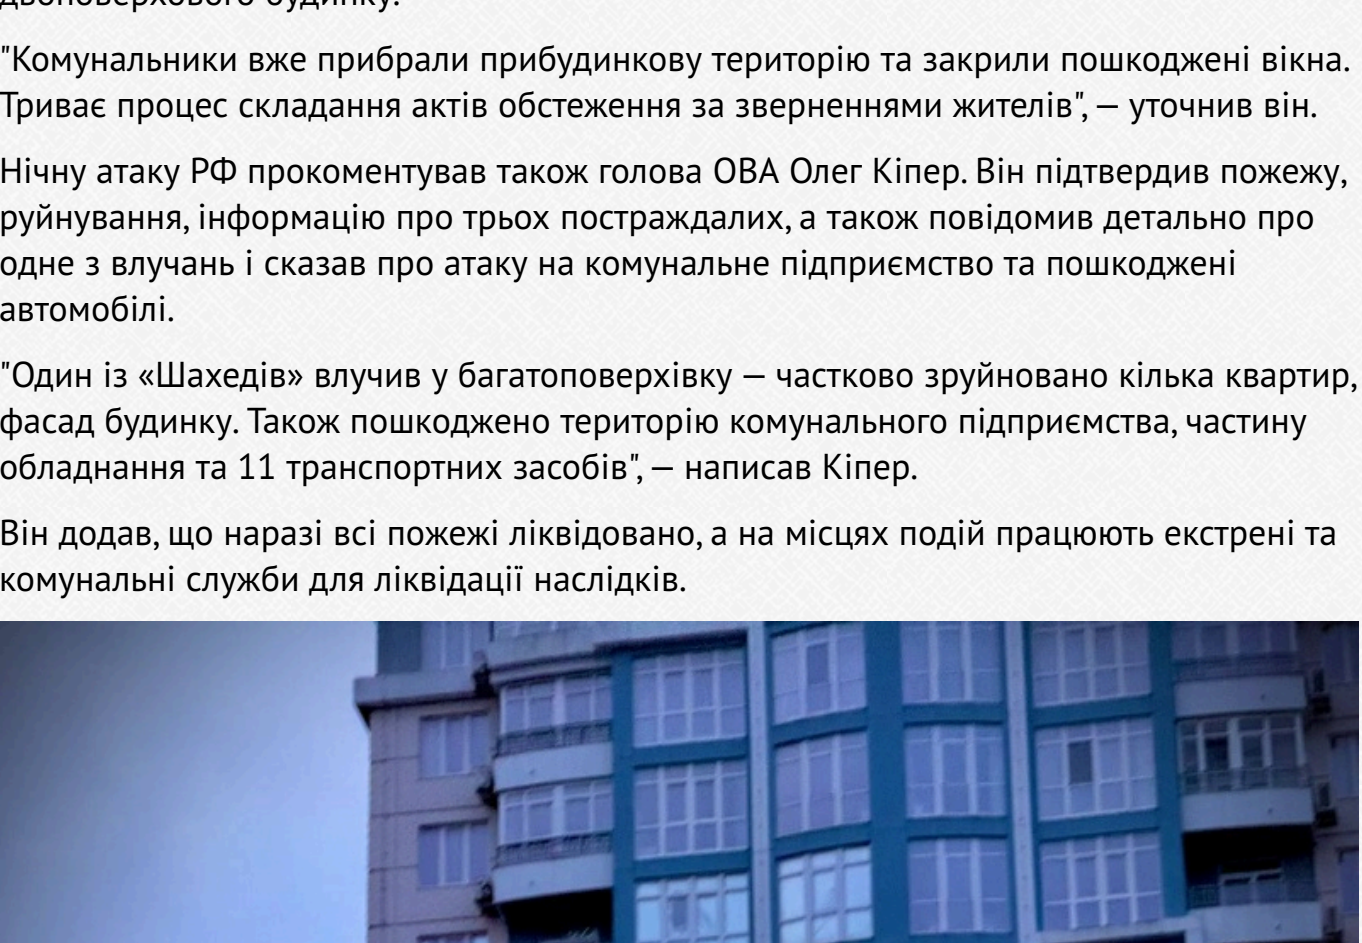 двоповерхового будинку.
"Комунальники вже прибрали прибудинкову територію та закрили пошкоджені вікна.
Триває процес складання актів обстеження за зверненнями жителів", — уточнив він.
Нічну атаку РФ прокоментував також голова ОВА Олег Кіпер. Він підтвердив пожежу,
руйнування, інформацію про трьох постраждалих, а також повідомив детально про
одне з влучань і сказав про атаку на комунальне підприємство та пошкоджені
автомобілі.
"Один із «Шахедів» влучив у багатоповерхівку — частково зруйновано кілька квартир,
фасад будинку. Також пошкоджено територію комунального підприємства, частину
обладнання та 11 транспортних засобів", — написав Кіпер.
Він додав, що наразі всі пожежі ліквідовано, а на місцях подій працюють екстрені та
комунальні служби для ліквідації наслідків.